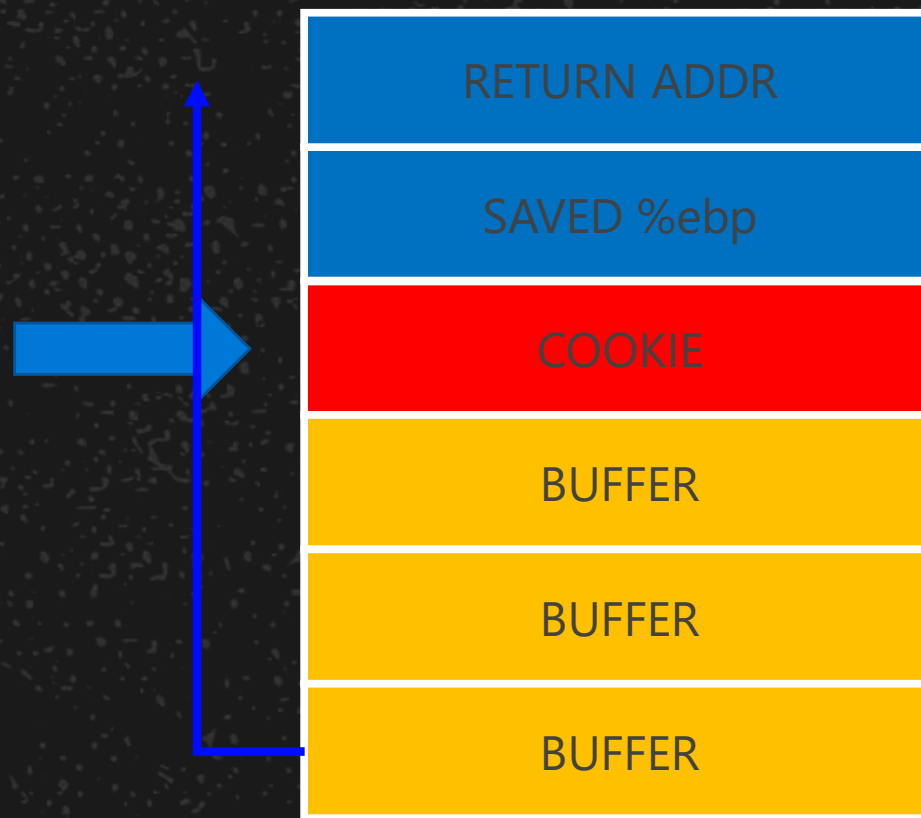 RETURN ADDR
SAVED %ebp
COOKIE
BUFFER
BUFFER
BUFFER